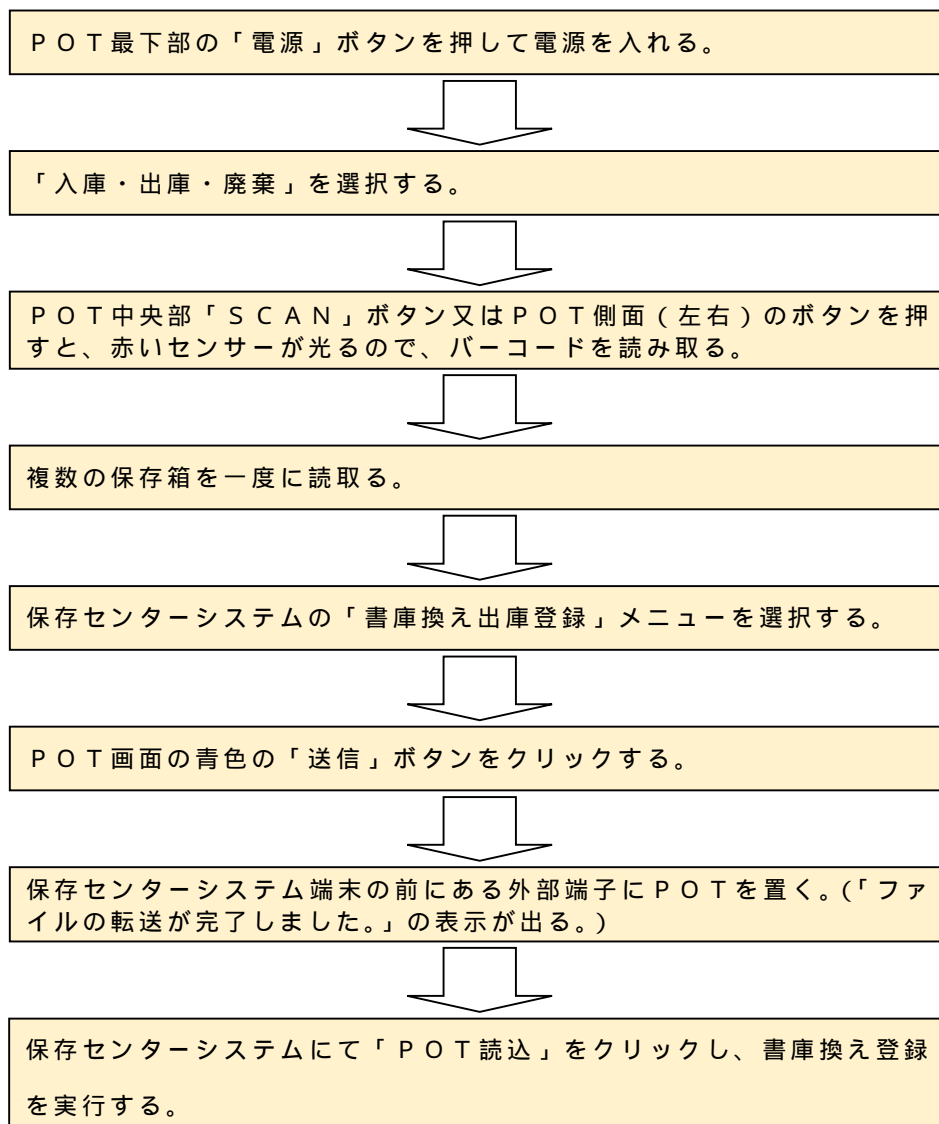 POT最下部の「電源」ボタンを押して電源を入れる。
「入庫・出庫・廃棄」を選択する。
POT中央部「SCAN」ボタン又はPOT側面(左右)のボタンを押
すと、赤いセンサーが光るので、バーコードを読み取る。
複数の保存箱を一度に読取る。
保存センターシステムの「書庫換え出庫登録」メニューを選択する。
POT画面の青色の「送信」ボタンをクリックする。
保存センターシステム端末の前にある外部端子にPOTを置く。(「ファ
イルの転送が完了しました。」の表示が出る。)
保存センターシステムにて「POT読込」をクリックし、書庫換え登録
を実行する。